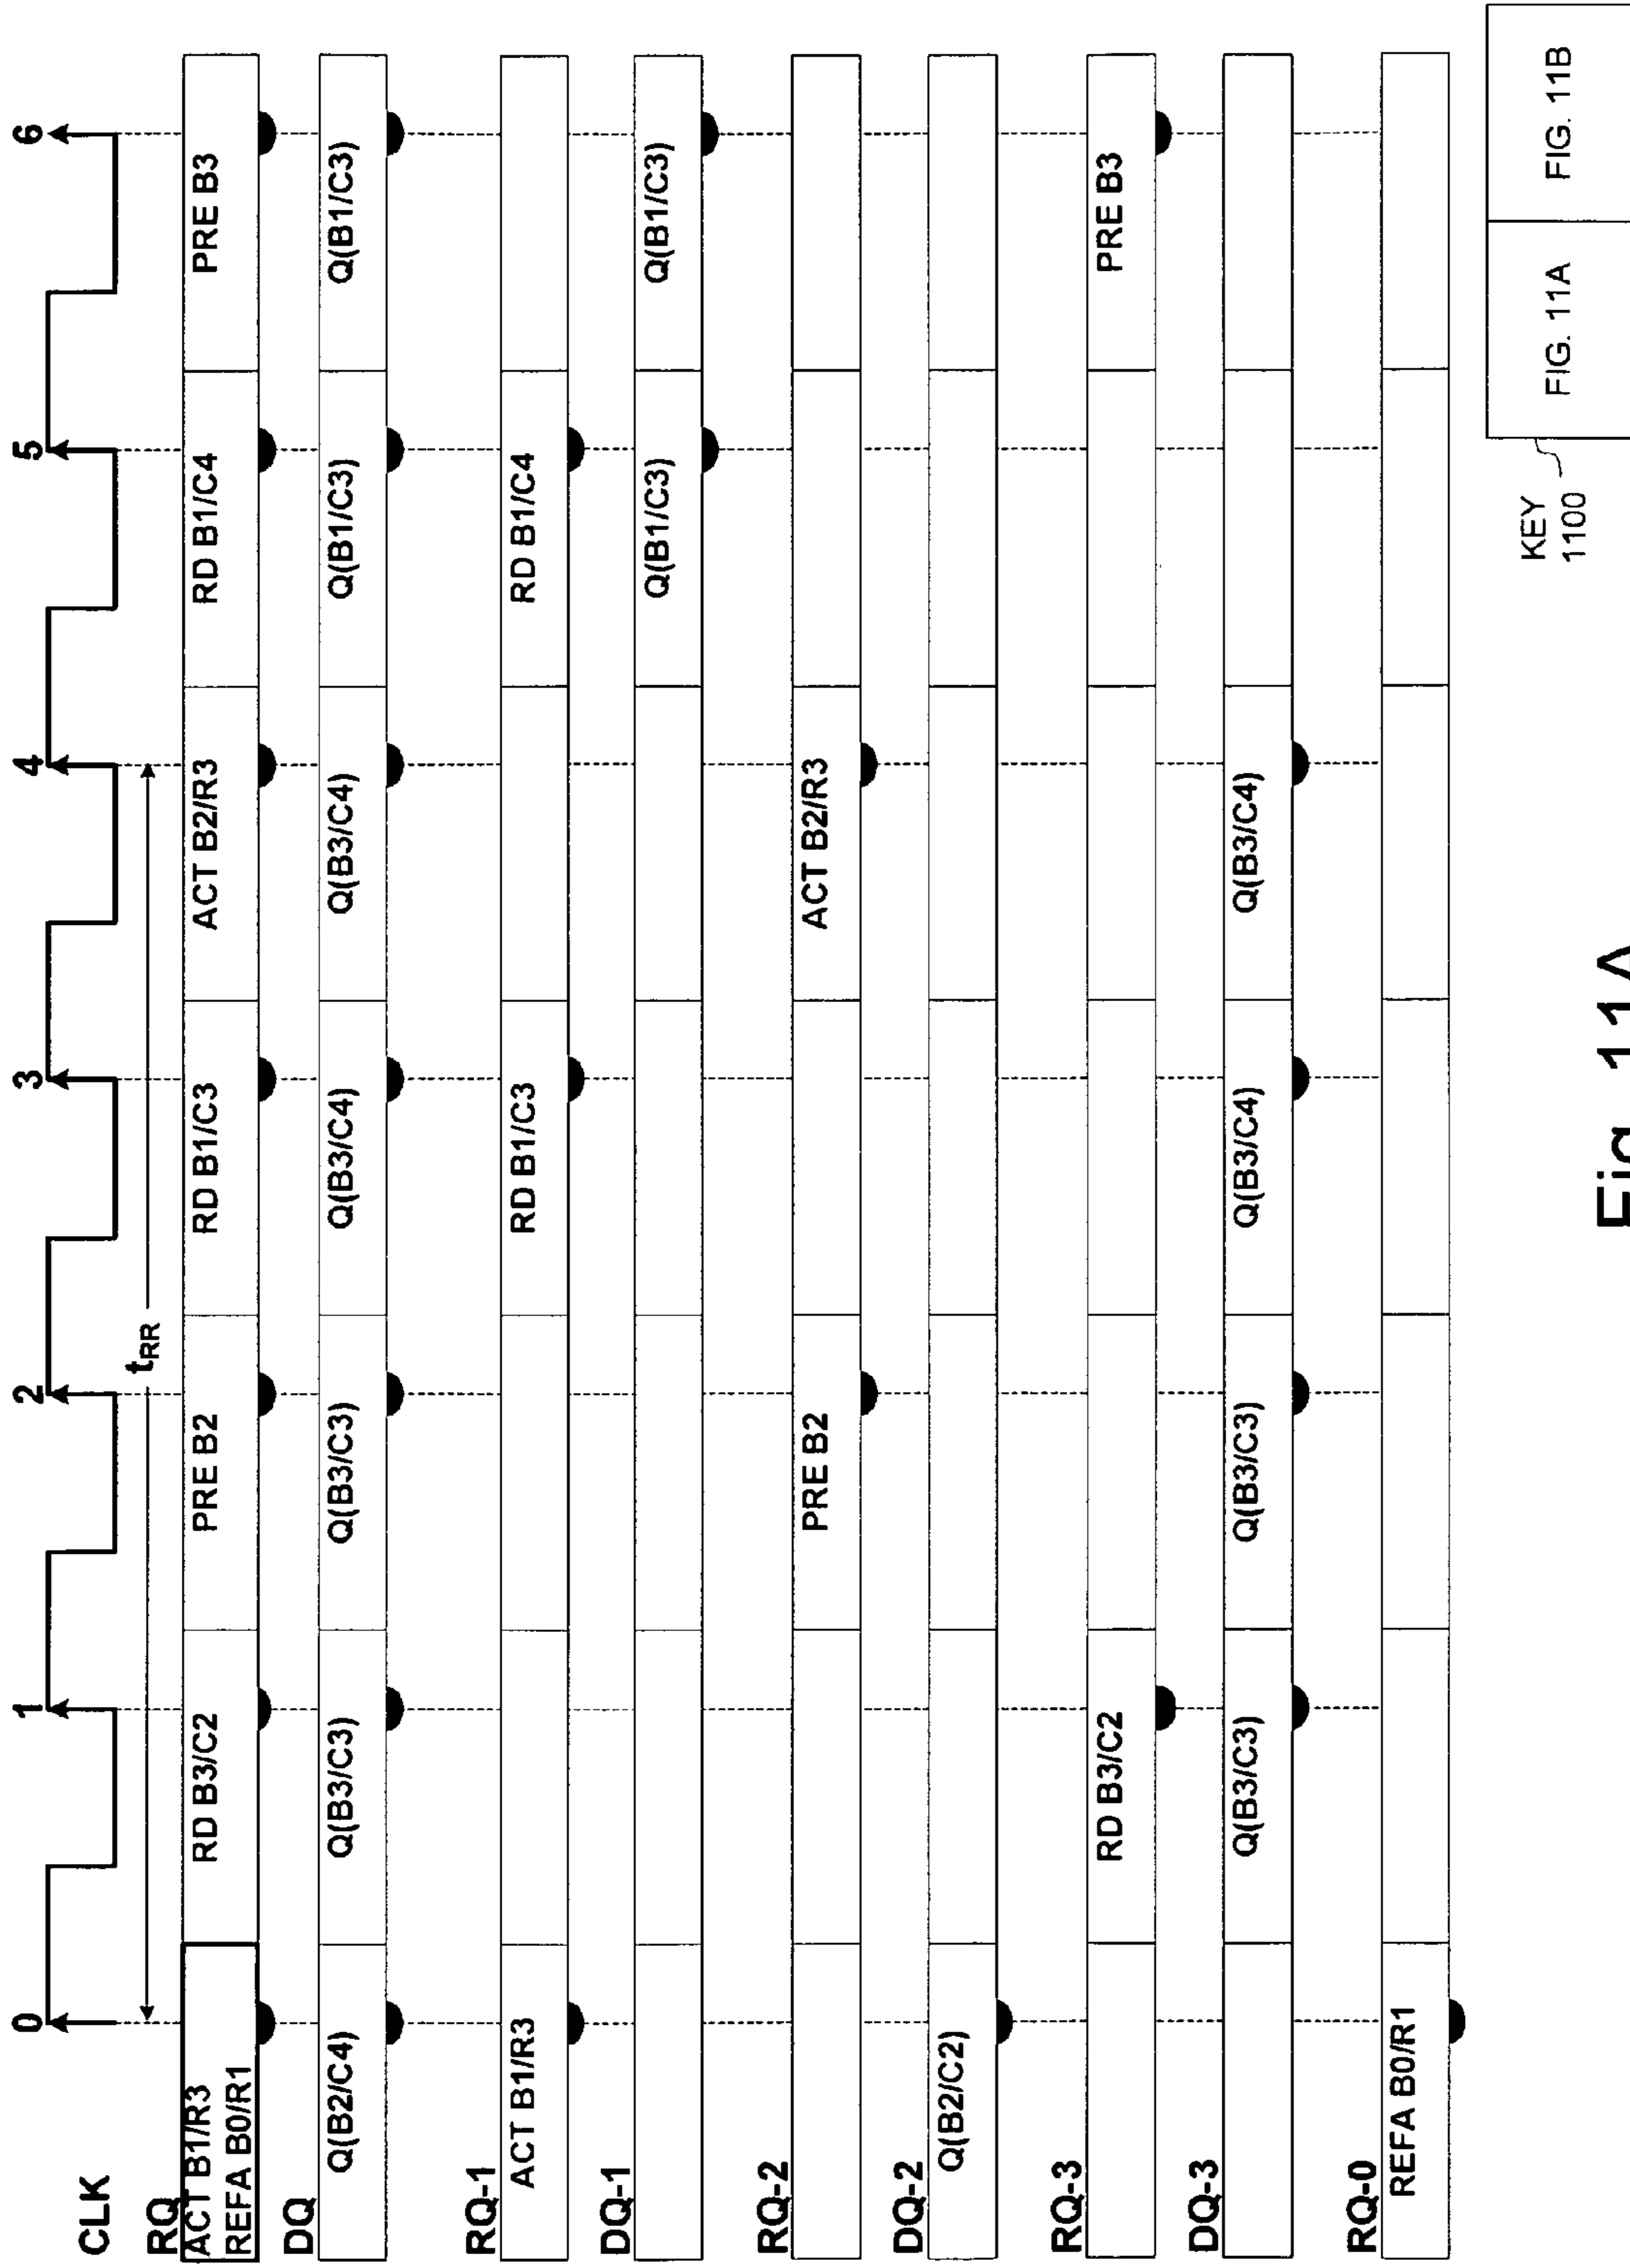 0 1 2 3 4 5 6
CLK
tRR
RQ
ACT B1/R3
REFA B0/R1
RD B3/C2
PRE B2
RD B1/C3
ACT B2/R3
RD B1/C4
PRE B3
DQ
Q(B2/C4)
Q(B3/C3)
Q(B3/C3)
Q(B3/C4)
Q(B3/C4)
Q(B1/C3)
Q(B1/C3)
RQ-1
ACT B1/R3
RD B1/C3
RD B1/C4
DQ-1
Q(B1/C3)
Q(B1/C3)
RQ-2
PRE B2
ACT B2/R3
DQ-2
Q(B2/C2)
RQ-3
RD B3/C2
PRE B3
DQ-3
Q(B3/C3)
Q(B3/C3)
Q(B3/C4)
Q(B3/C4)
RQ-0
REFA B0/R1
KEY
1100
FIG. 11A
FIG. 11B
Fig. 11A